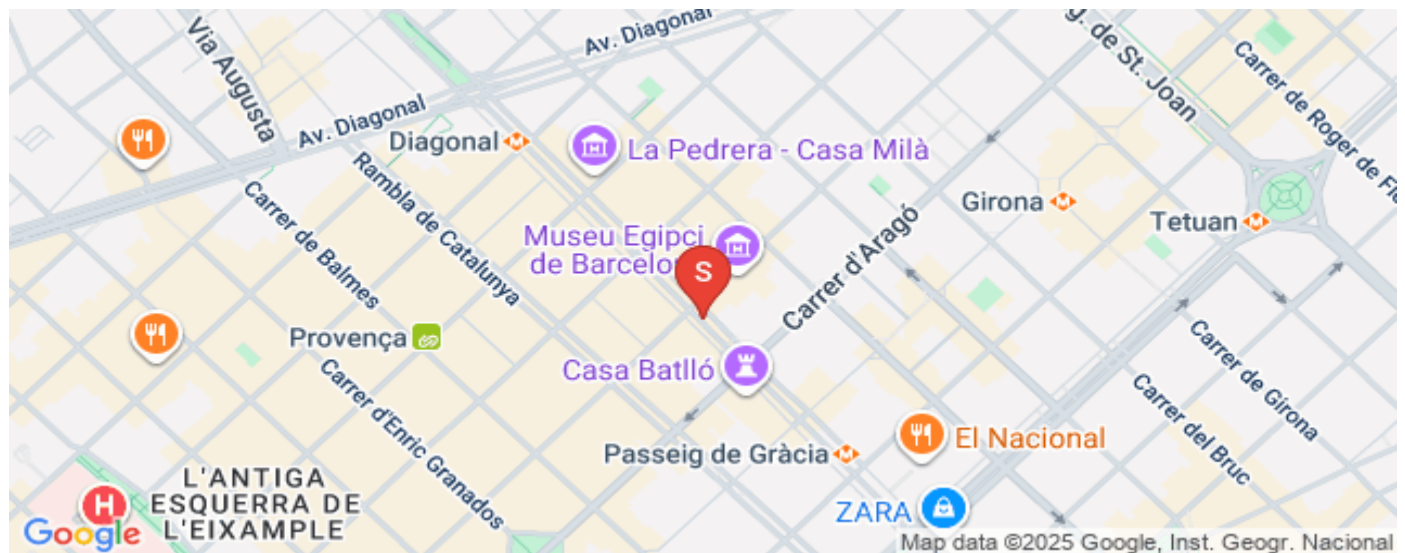 Via Augusta
Av. Diagonal
g. de St. Joan
Carrer de Roger de Fl
Av. Diagonal
Diagonal
La Pedrera - Casa Milà
Rambla de Catalunya
Carrer de Balmes
Girona
Tetuan
Museu Egipci
de Barcelo
S
Carrer d'Aragó
Provença
Casa Batlló
Carrer de Girona
Carrer d'Enric Granados
Carrer del Bruc
El Nacional
Passeig de Gràcia
L'ANTIGA
ESQUERRA DE
L'EIXAMPLE
H
ZARA
Google
Map data ©2025 Google, Inst. Geogr. Nacional